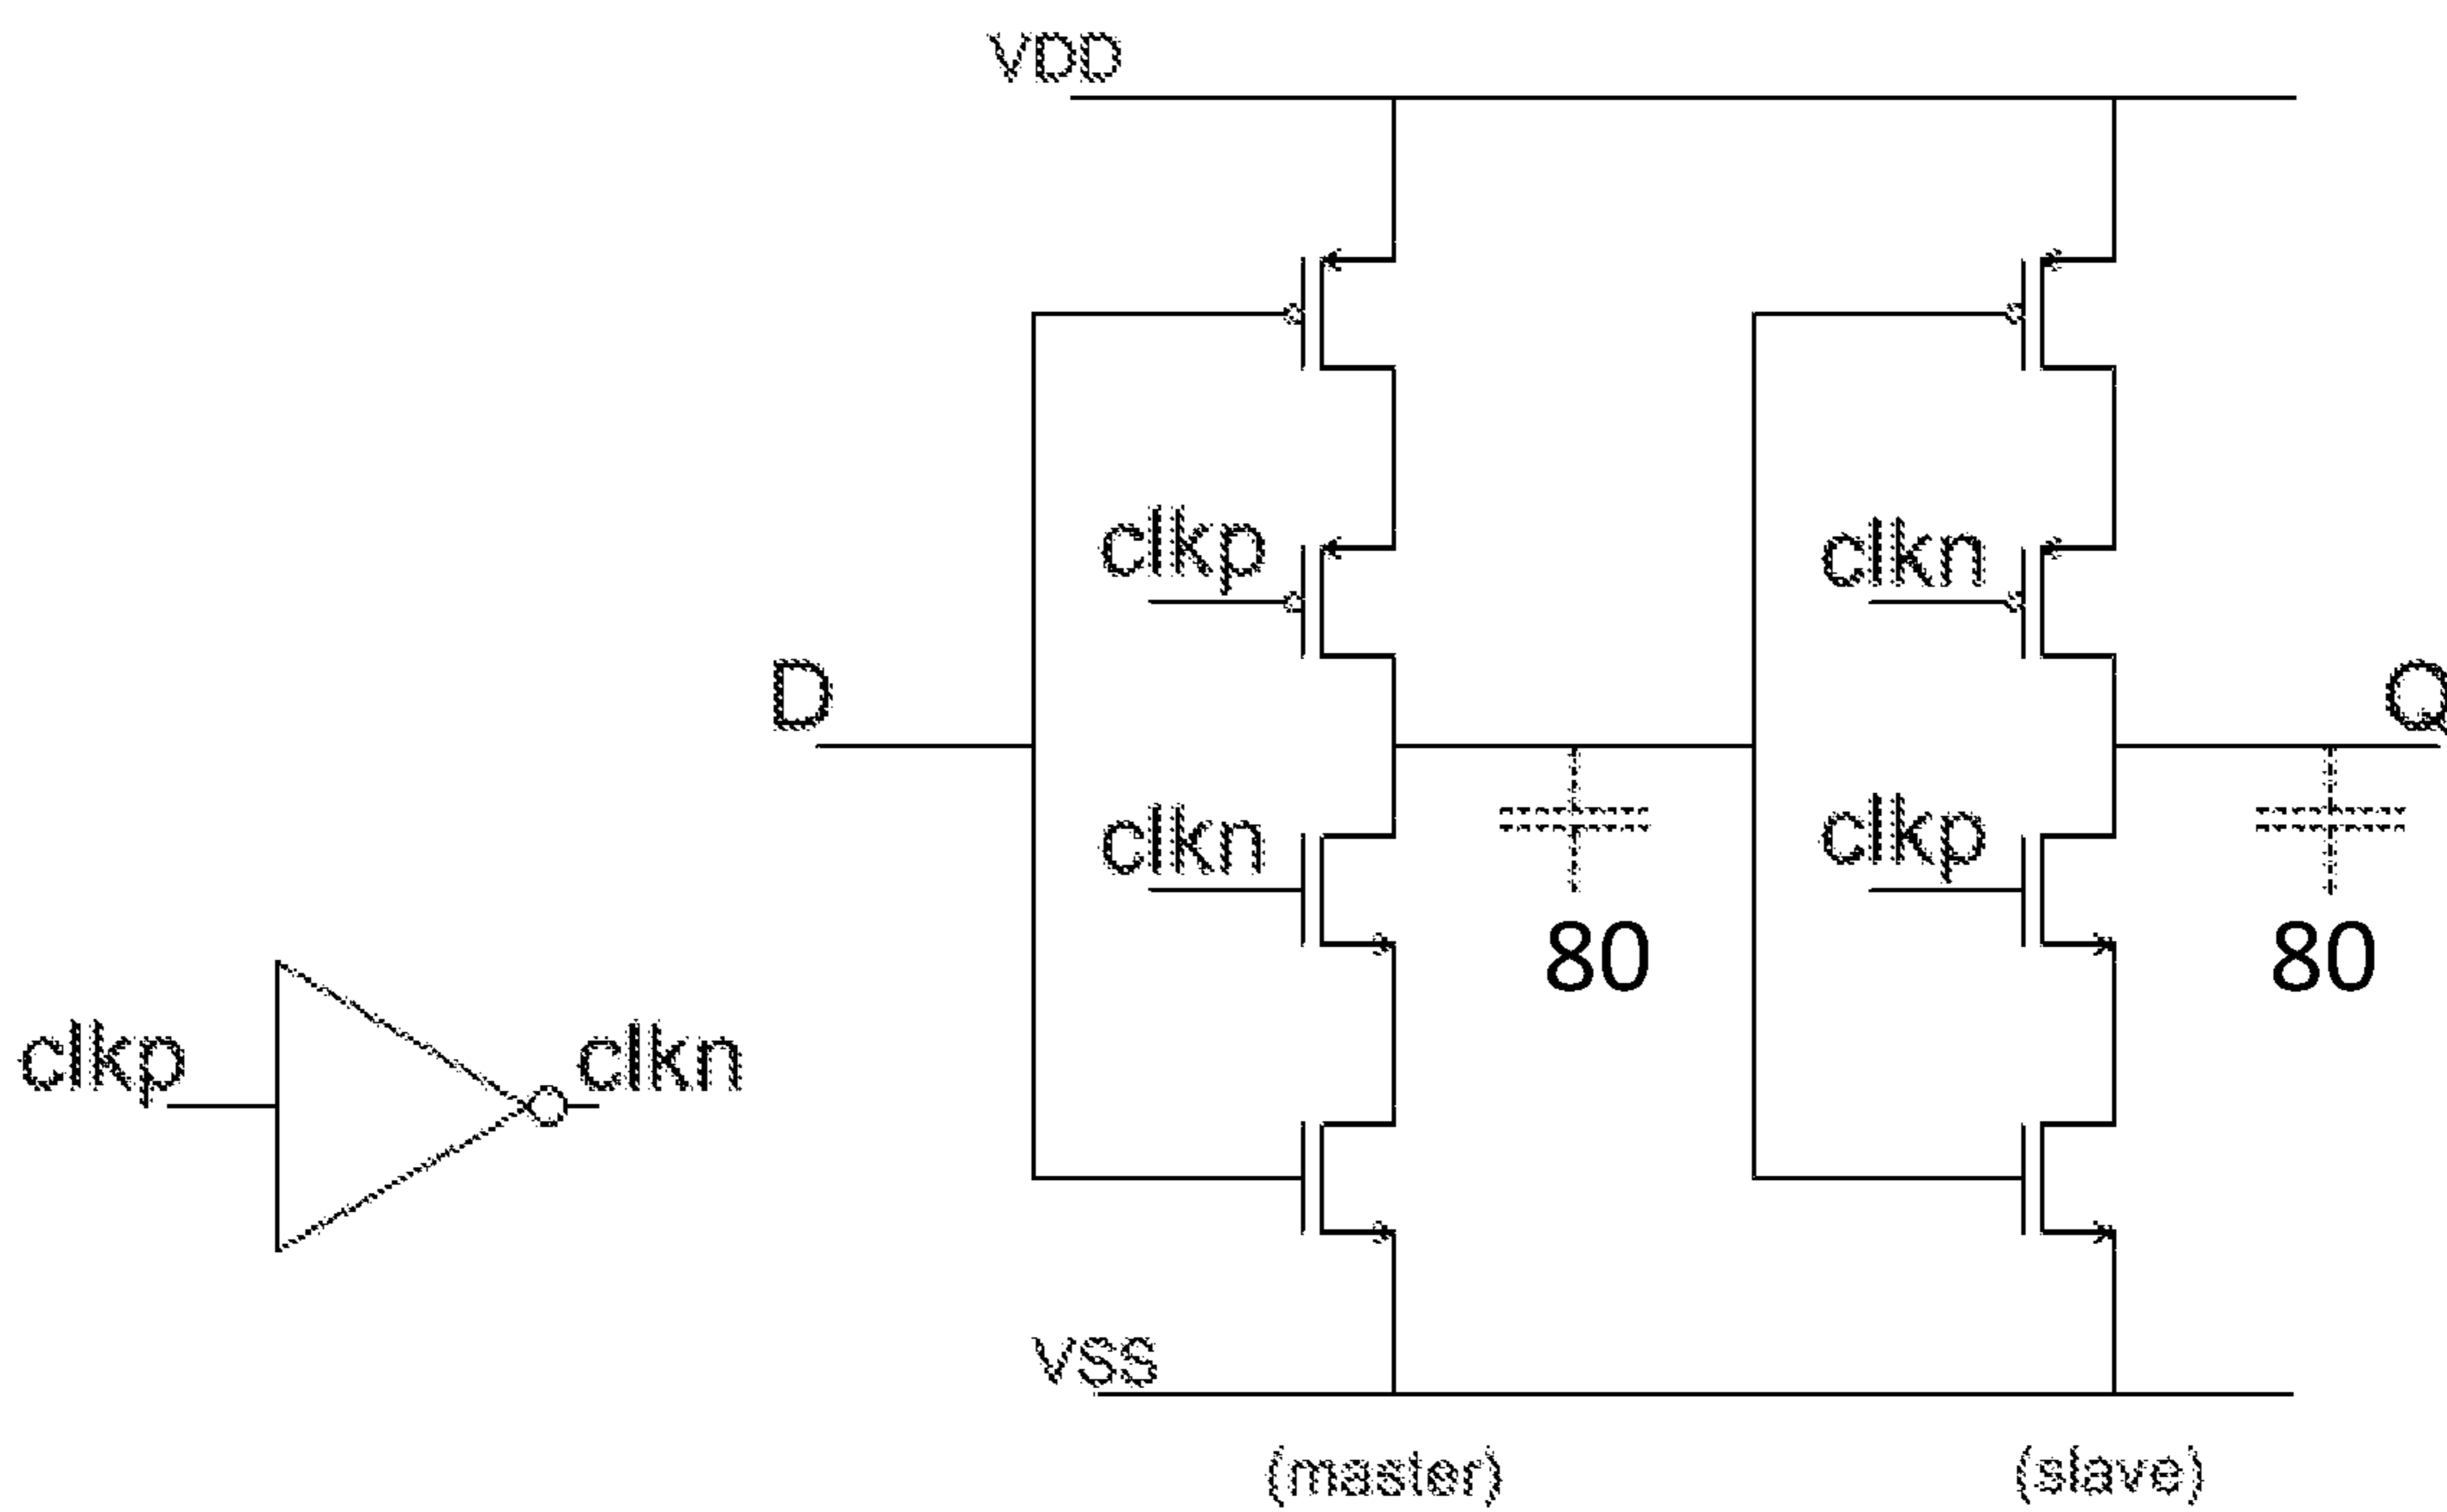 VDD
clkp
clkn
D
Q
clkn
clkp
80
80
clkp
clkn
VSS
(master)
(slave)